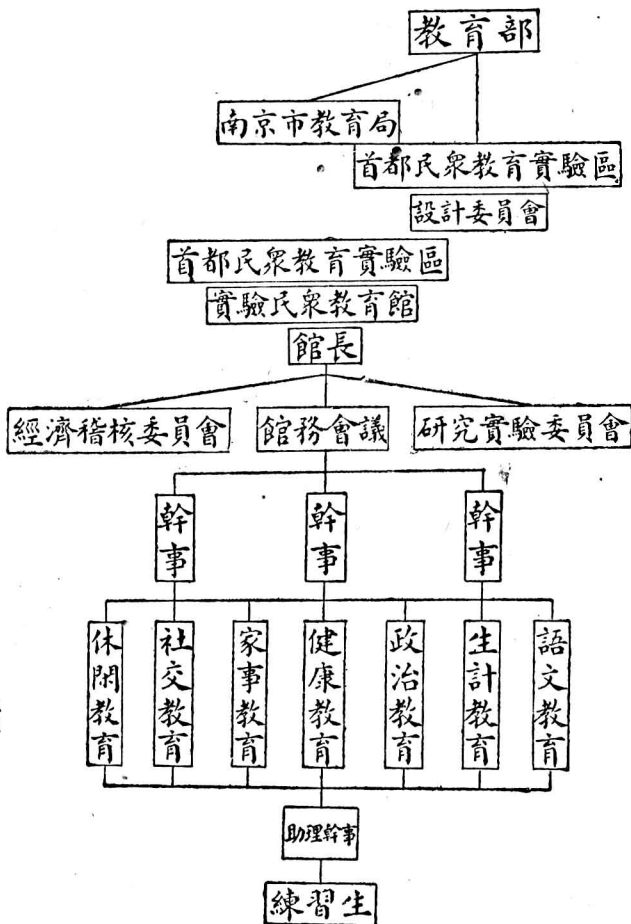 教育部
南京市教育局
首都民衆教育實驗區
設計委員會
首都民衆教育實驗區
實驗民衆教育館
館長
經濟稽核委員會
館務會議
研究實驗委員會
幹事
幹事
幹事
休閑教育
社交教育
家事教育
健康教育
政治教育
生計教育
語文教育
助理幹事
練習生